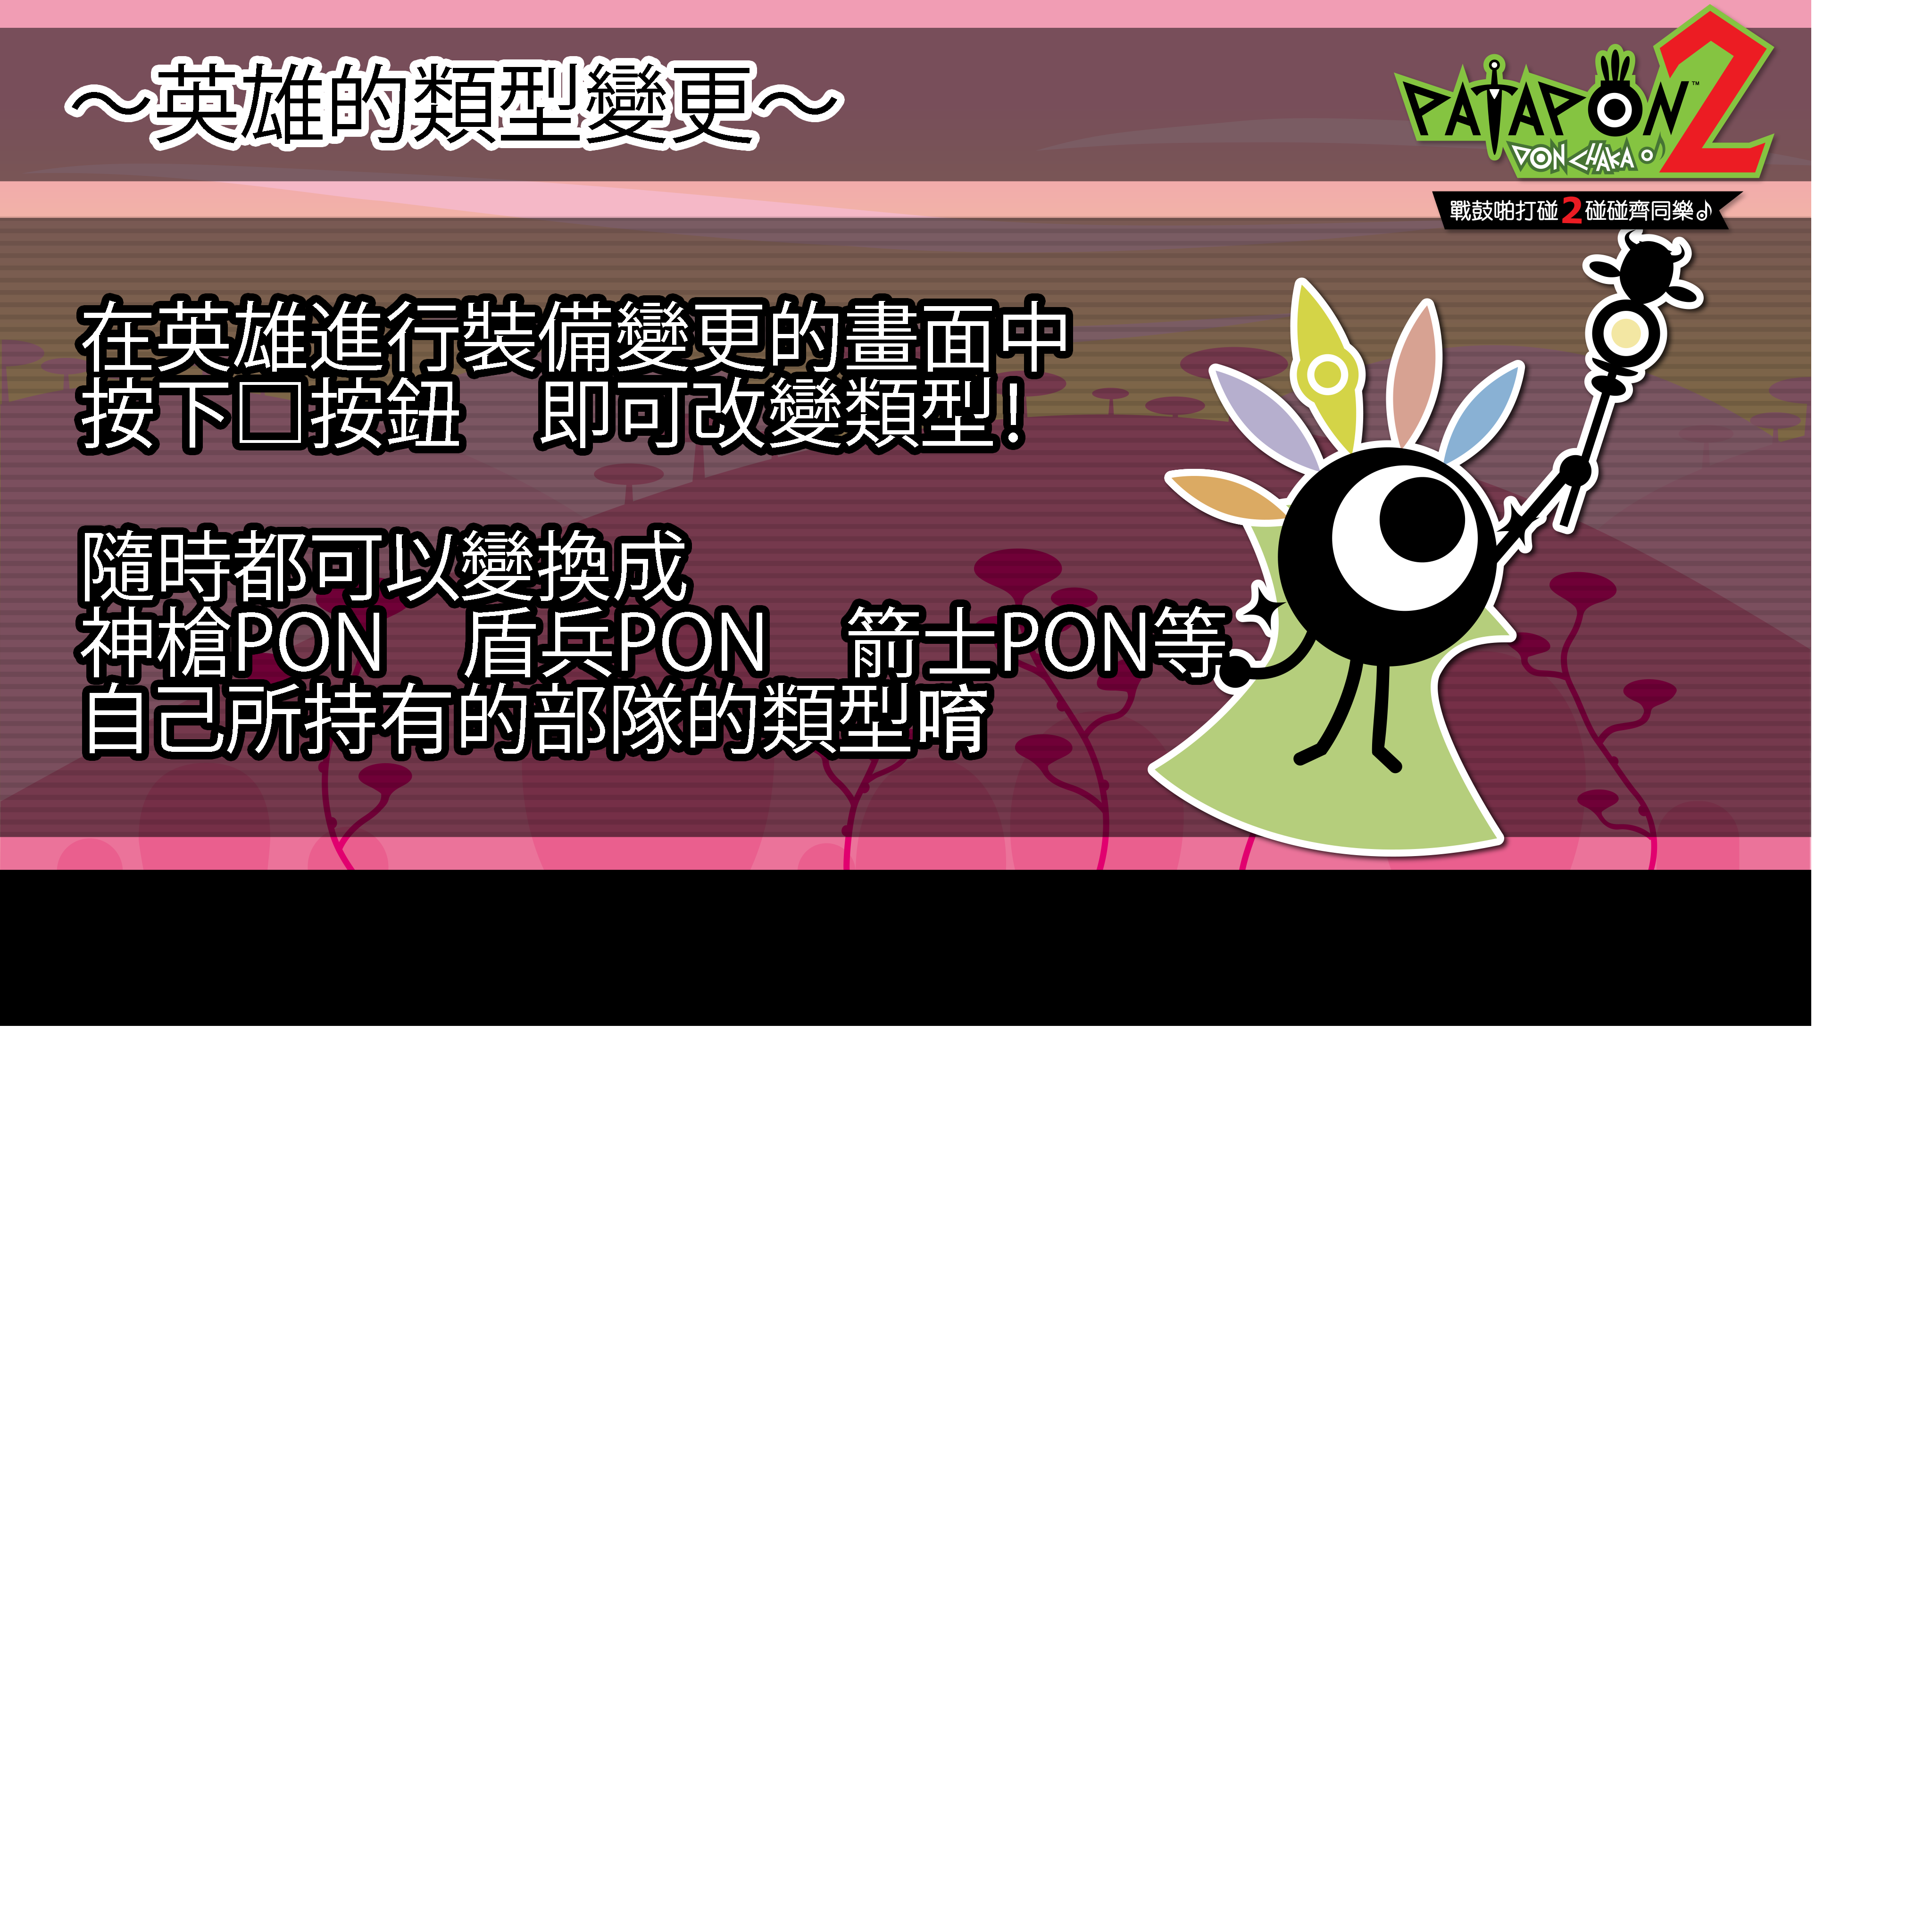 ～英雄的類型變更～
PATAPON 2™
DON CHAKA♪
戰鼓啪打碰2碰碰齊同樂♪
在英雄進行裝備變更的畫面中
按下□按鈕　即可改變類型！
隨時都可以變換成
神槍PON　盾兵PON　箭士PON等
自己所持有的部隊的類型唷